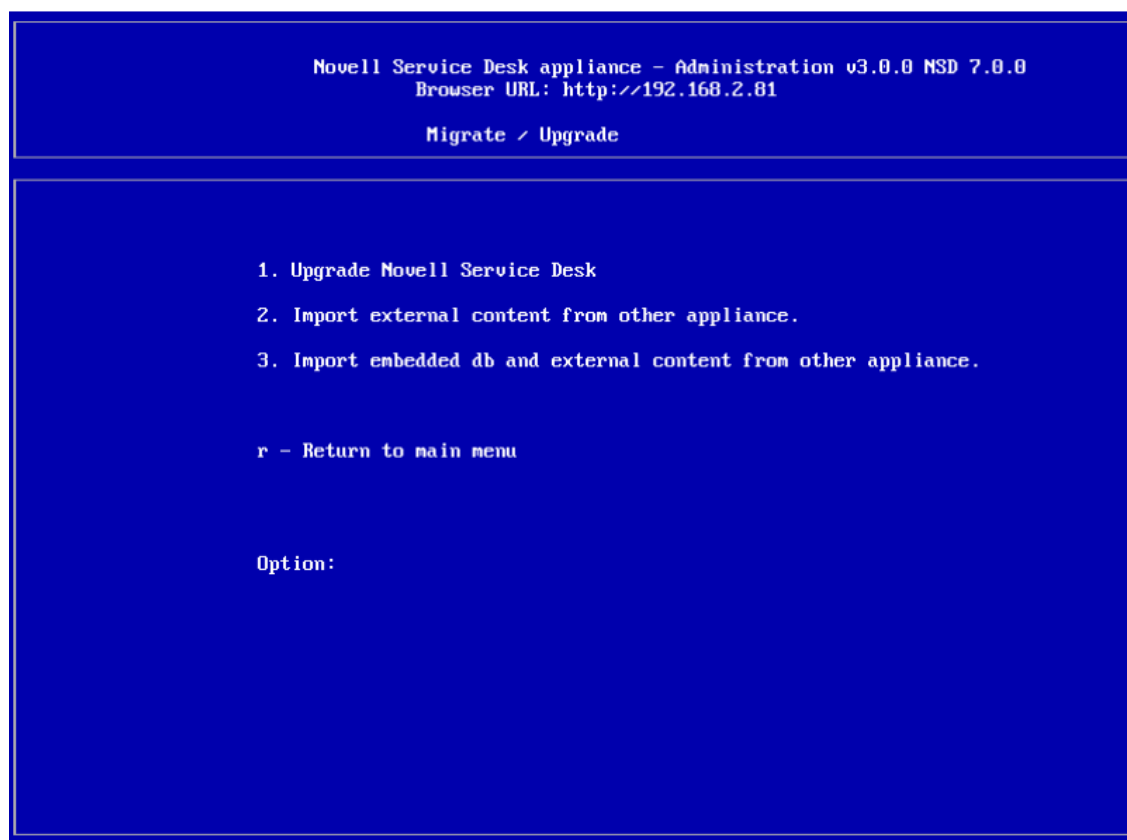 Novell Service Desk appliance - Administration v3.0.0 NSD 7.0.0
Browser URL: http://192.168.2.81
Migrate / Upgrade
1. Upgrade Novell Service Desk
2. Import external content from other appliance.
3. Import embedded db and external content from other appliance.
r - Return to main menu
Option: